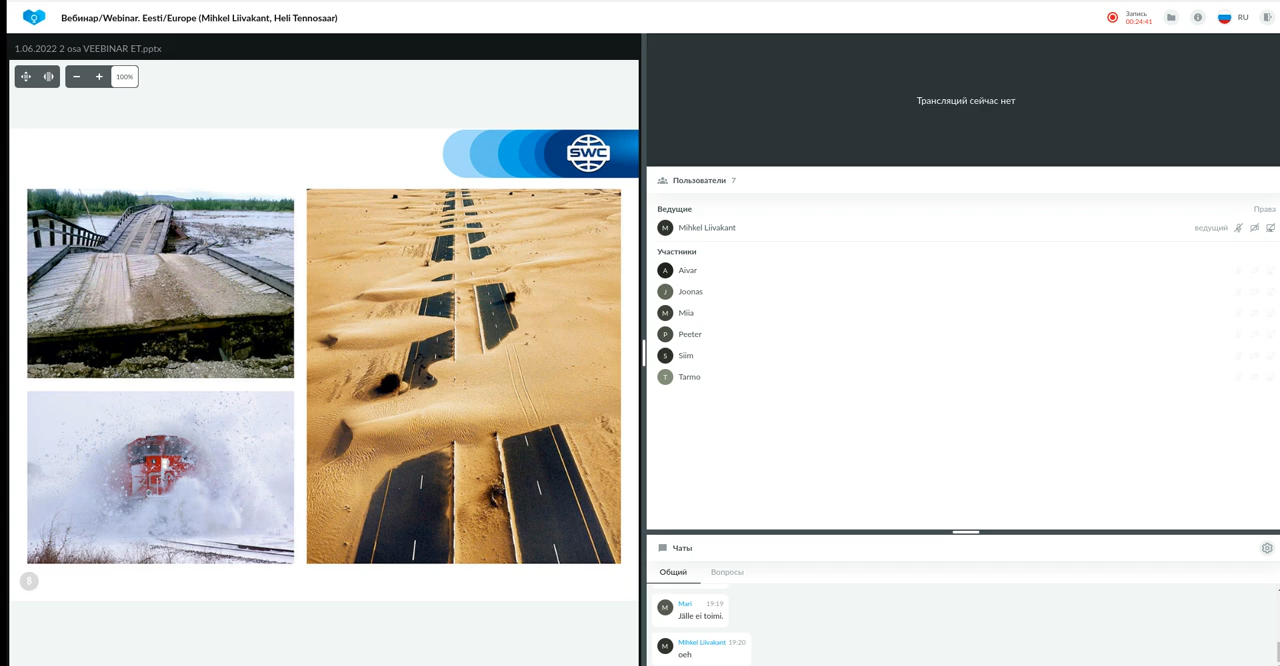 Вебинар/Webinar. Eesti/Europe (Mihkel Liivakant, Heli Tennosaar)
Запись
00:24:41
RU
1.06.2022 2 osa VEEBINAR ET.pptx
100%
SWC
8
Трансляций сейчас нет
Пользователи 7
Ведущие Права
M Mihkel Liivakant ведущий
Участники
A Aivar
J Joonas
M Miia
P Peeter
S Siim
T Tarmo
Чаты
Общий Вопросы
M Mari 19:19
Jälle ei toimi.
M Mihkel Liivakant 19:20
oeh